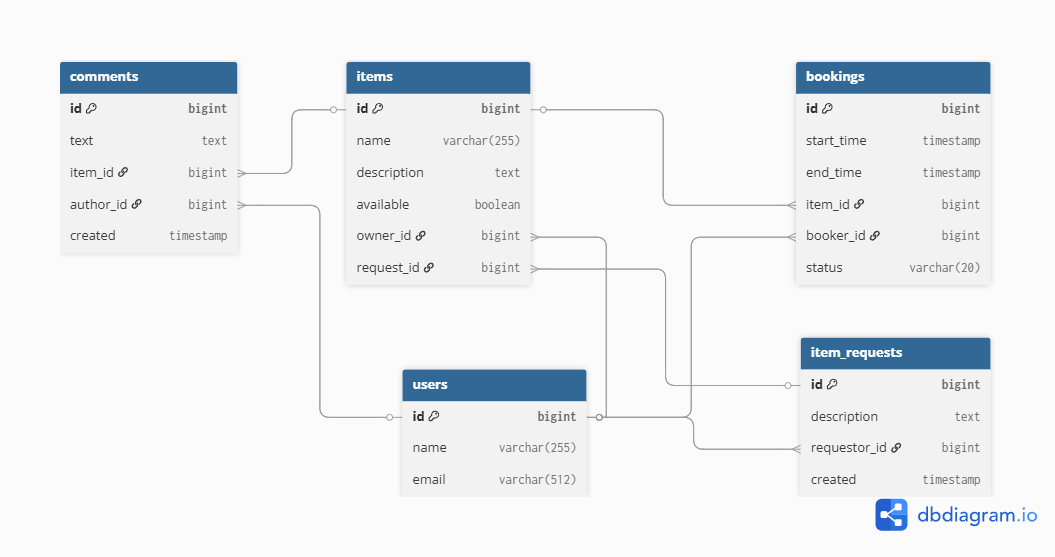 comments
id bigint
text text
item_id bigint
author_id bigint
created timestamp
items
id bigint
name varchar(255)
description text
available boolean
owner_id bigint
request_id bigint
bookings
id bigint
start_time timestamp
end_time timestamp
item_id bigint
booker_id bigint
status varchar(20)
users
id bigint
name varchar(255)
email varchar(512)
item_requests
id bigint
description text
requestor_id bigint
created timestamp
dbdiagram.io